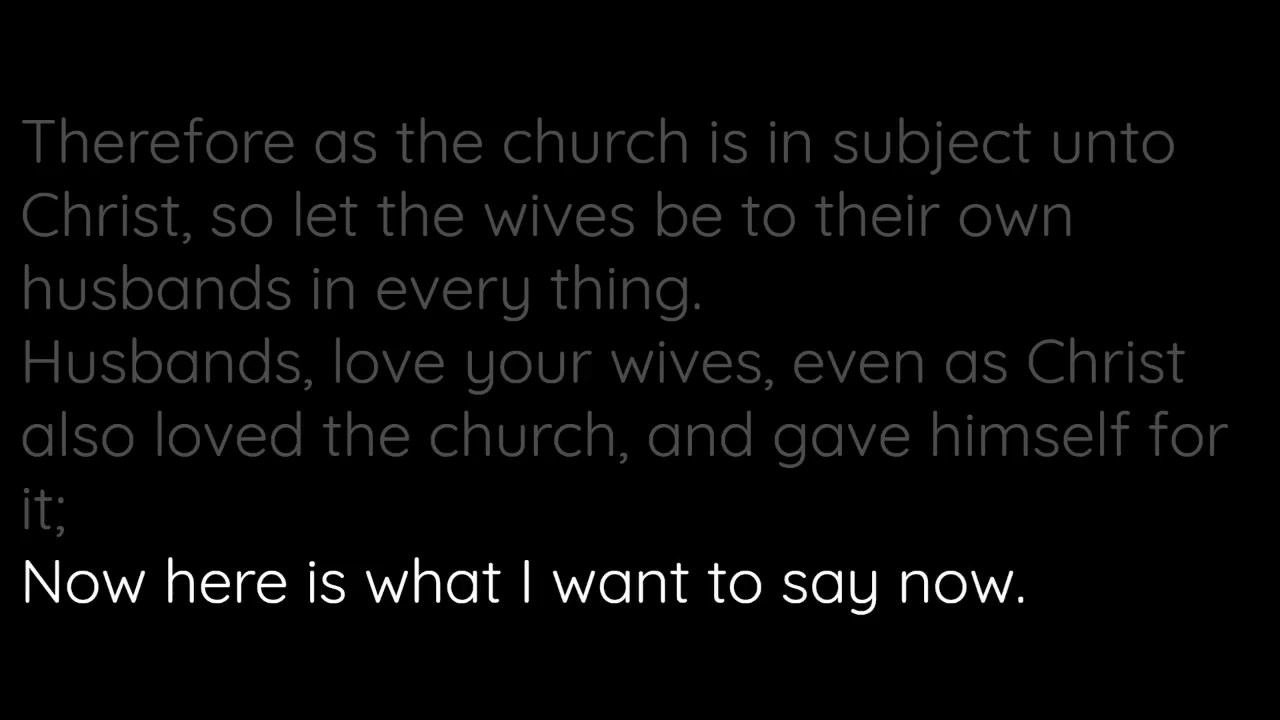 Therefore as the church is in subject unto
Christ, so let the wives be to their own
husbands in every thing.
Husbands, love your wives, even as Christ
also loved the church, and gave himself for
it;
Now here is what I want to say now.